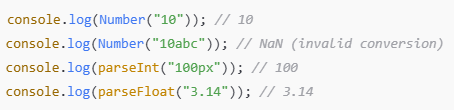 console.log(Number("10")); // 10
console.log(Number("10abc")); // NaN (invalid conversion)
console.log(parseInt("100px")); // 100
console.log(parseFloat("3.14")); // 3.14